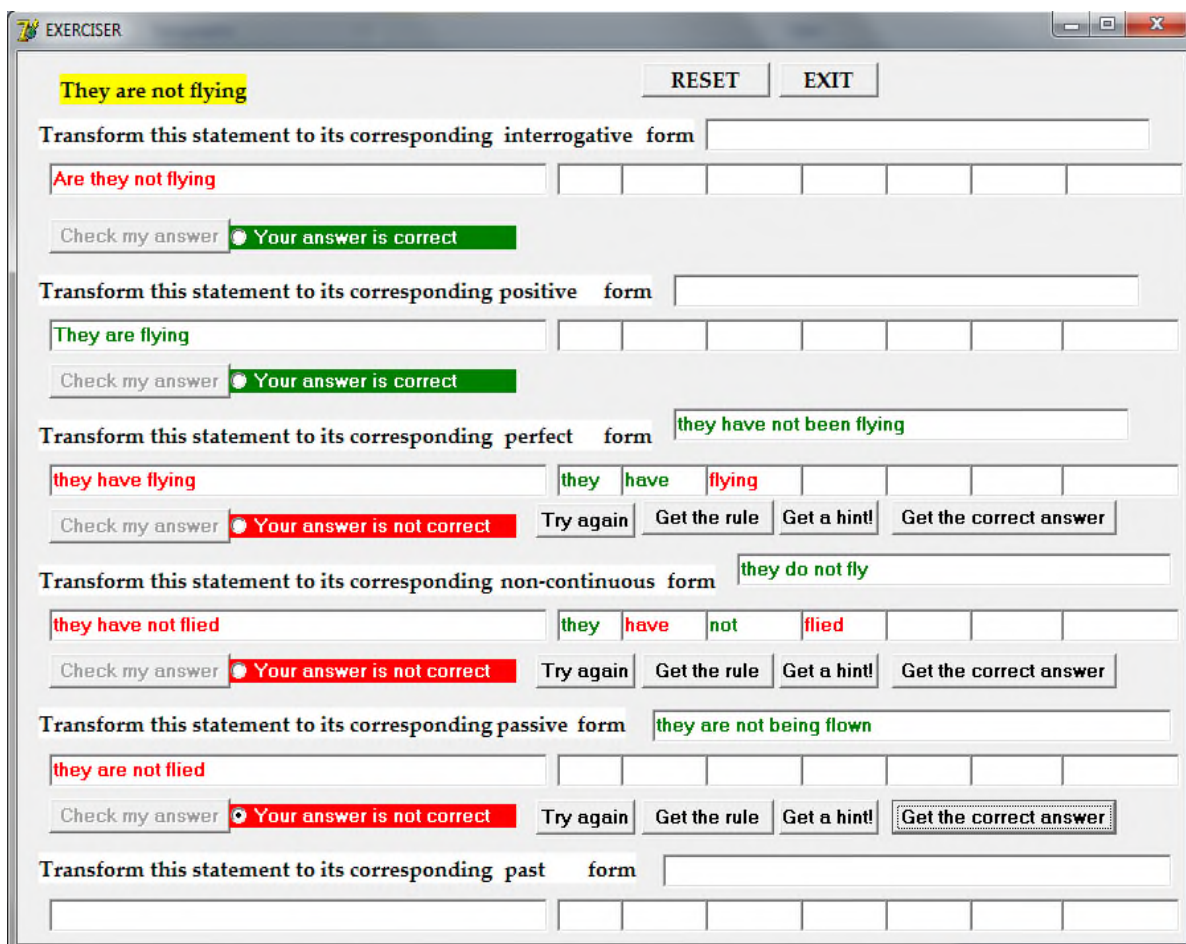 EXERCISER
They are not flying RESET EXIT
Transform this statement to its corresponding interrogative form
Are they not flying
Check my answer Your answer is correct
Transform this statement to its corresponding positive form
They are flying
Check my answer Your answer is correct
Transform this statement to its corresponding perfect form they have not been flying
they have flying they have flying
Check my answer Your answer is not correct Try again Get the rule Get a hint! Get the correct answer
Transform this statement to its corresponding non-continuous form they do not fly
they have not flied they have not flied
Check my answer Your answer is not correct Try again Get the rule Get a hint! Get the correct answer
Transform this statement to its corresponding passive form they are not being flown
they are not flied
Check my answer Your answer is not correct Try again Get the rule Get a hint! Get the correct answer
Transform this statement to its corresponding past form